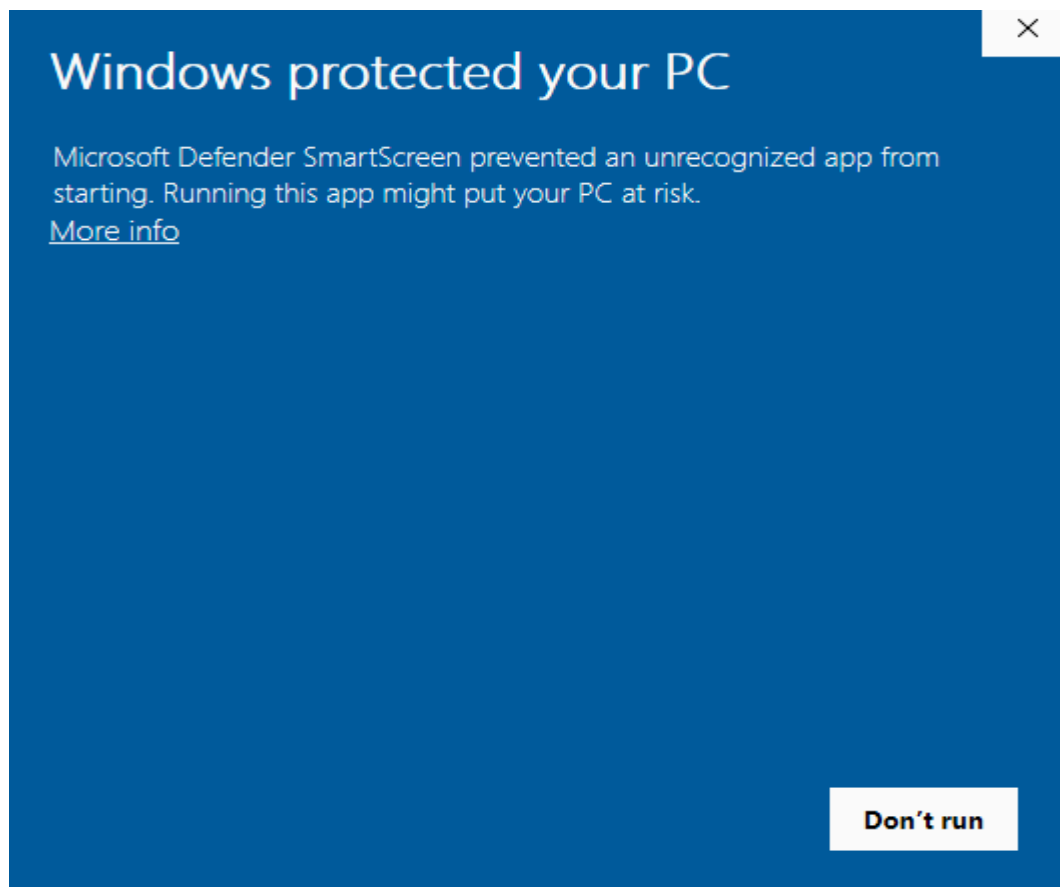 Windows protected your PC
Microsoft Defender SmartScreen prevented an unrecognized app from
starting. Running this app might put your PC at risk.
More info
Don’t run